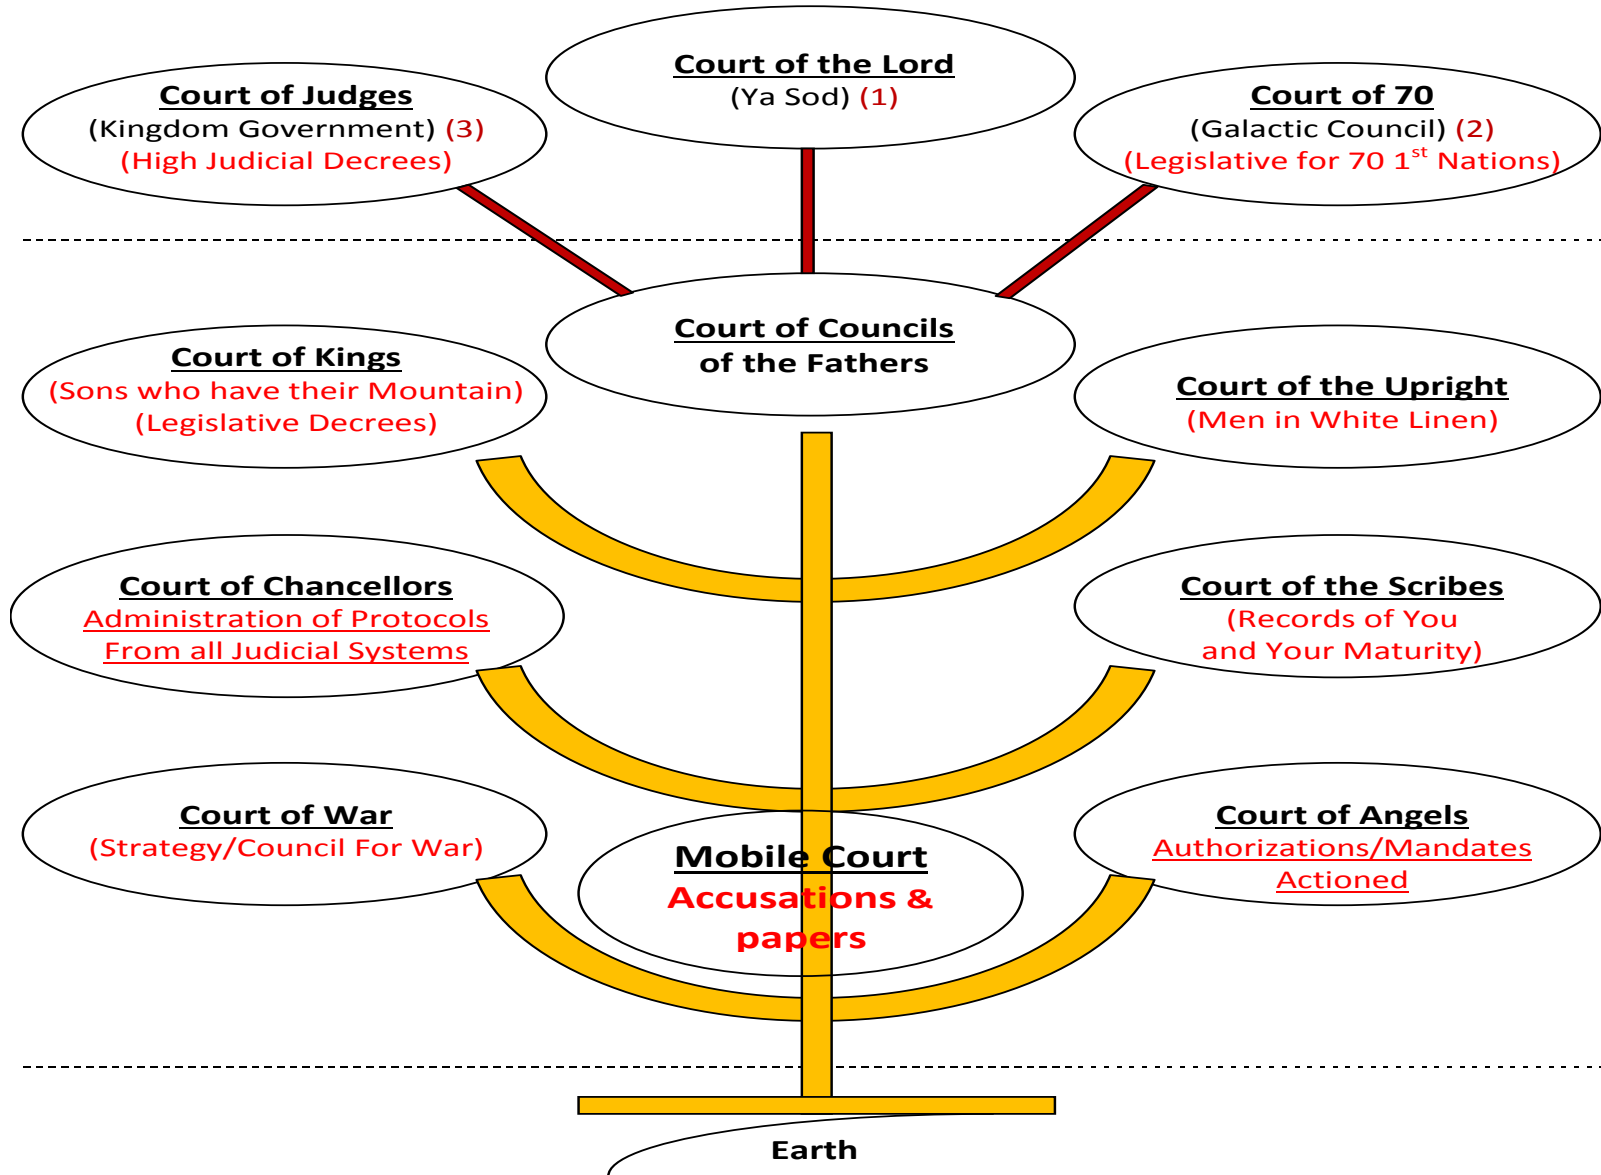 Court of the Lord
(Ya Sod) (1)
Court of Judges
(Kingdom Government) (3)
(High Judicial Decrees)
Court of 70
(Galactic Council) (2)
(Legislative for 70 1st Nations)
Court of Councils
of the Fathers
Court of Kings
(Sons who have their Mountain)
(Legislative Decrees)
Court of the Upright
(Men in White Linen)
Court of Chancellors
Administration of Protocols
From all Judicial Systems
Court of the Scribes
(Records of You
and Your Maturity)
Court of War
(Strategy/Council For War)
Mobile Court
Accusations &
papers
Court of Angels
Authorizations/Mandates
Actioned
Earth